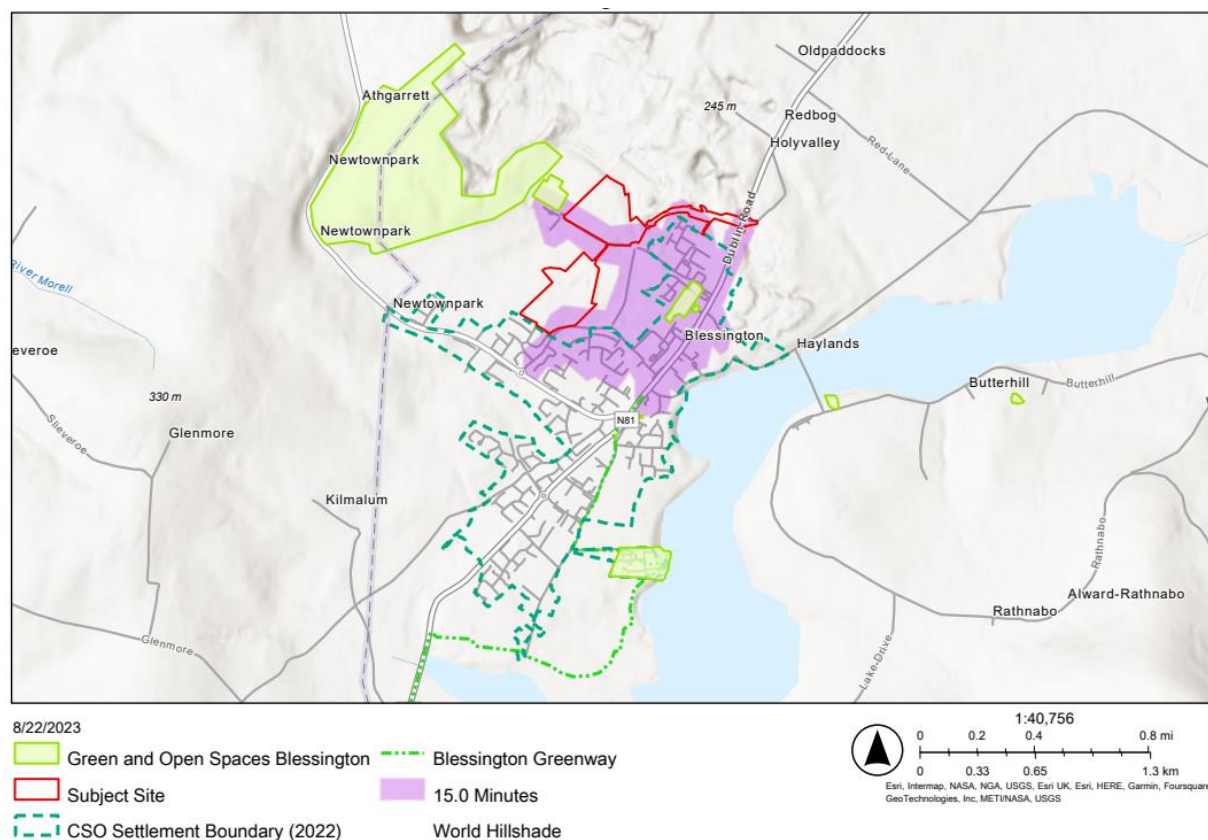 Oldpaddocks
Athgarrett
245 m
Redbog
Holyvalley
Newtownpark
Red-Lane
Newtownpark
Dublin-Road
River Morell
Newtownpark
Blessington
Haylands
ieveroe
Butterhill
Butterhill
330 m
N81
Glenmore
Slieveroe
Kilmalum
Rathnabo
Alward-Rathnabo
Rathnabo
Glenmore
Lake-Drive
8/22/2023
Green and Open Spaces Blessington
Blessington Greenway
Subject Site
15.0 Minutes
CSO Settlement Boundary (2022)
World Hillshade
1:40,756
0 0.2 0.4 0.8 mi
0 0.33 0.65 1.3 km
Esri, Intermap, NASA, NGA, USGS, Esri UK, Esri, HERE, Garmin, Foursquare,
GeoTechnologies, Inc, METI/NASA, USGS